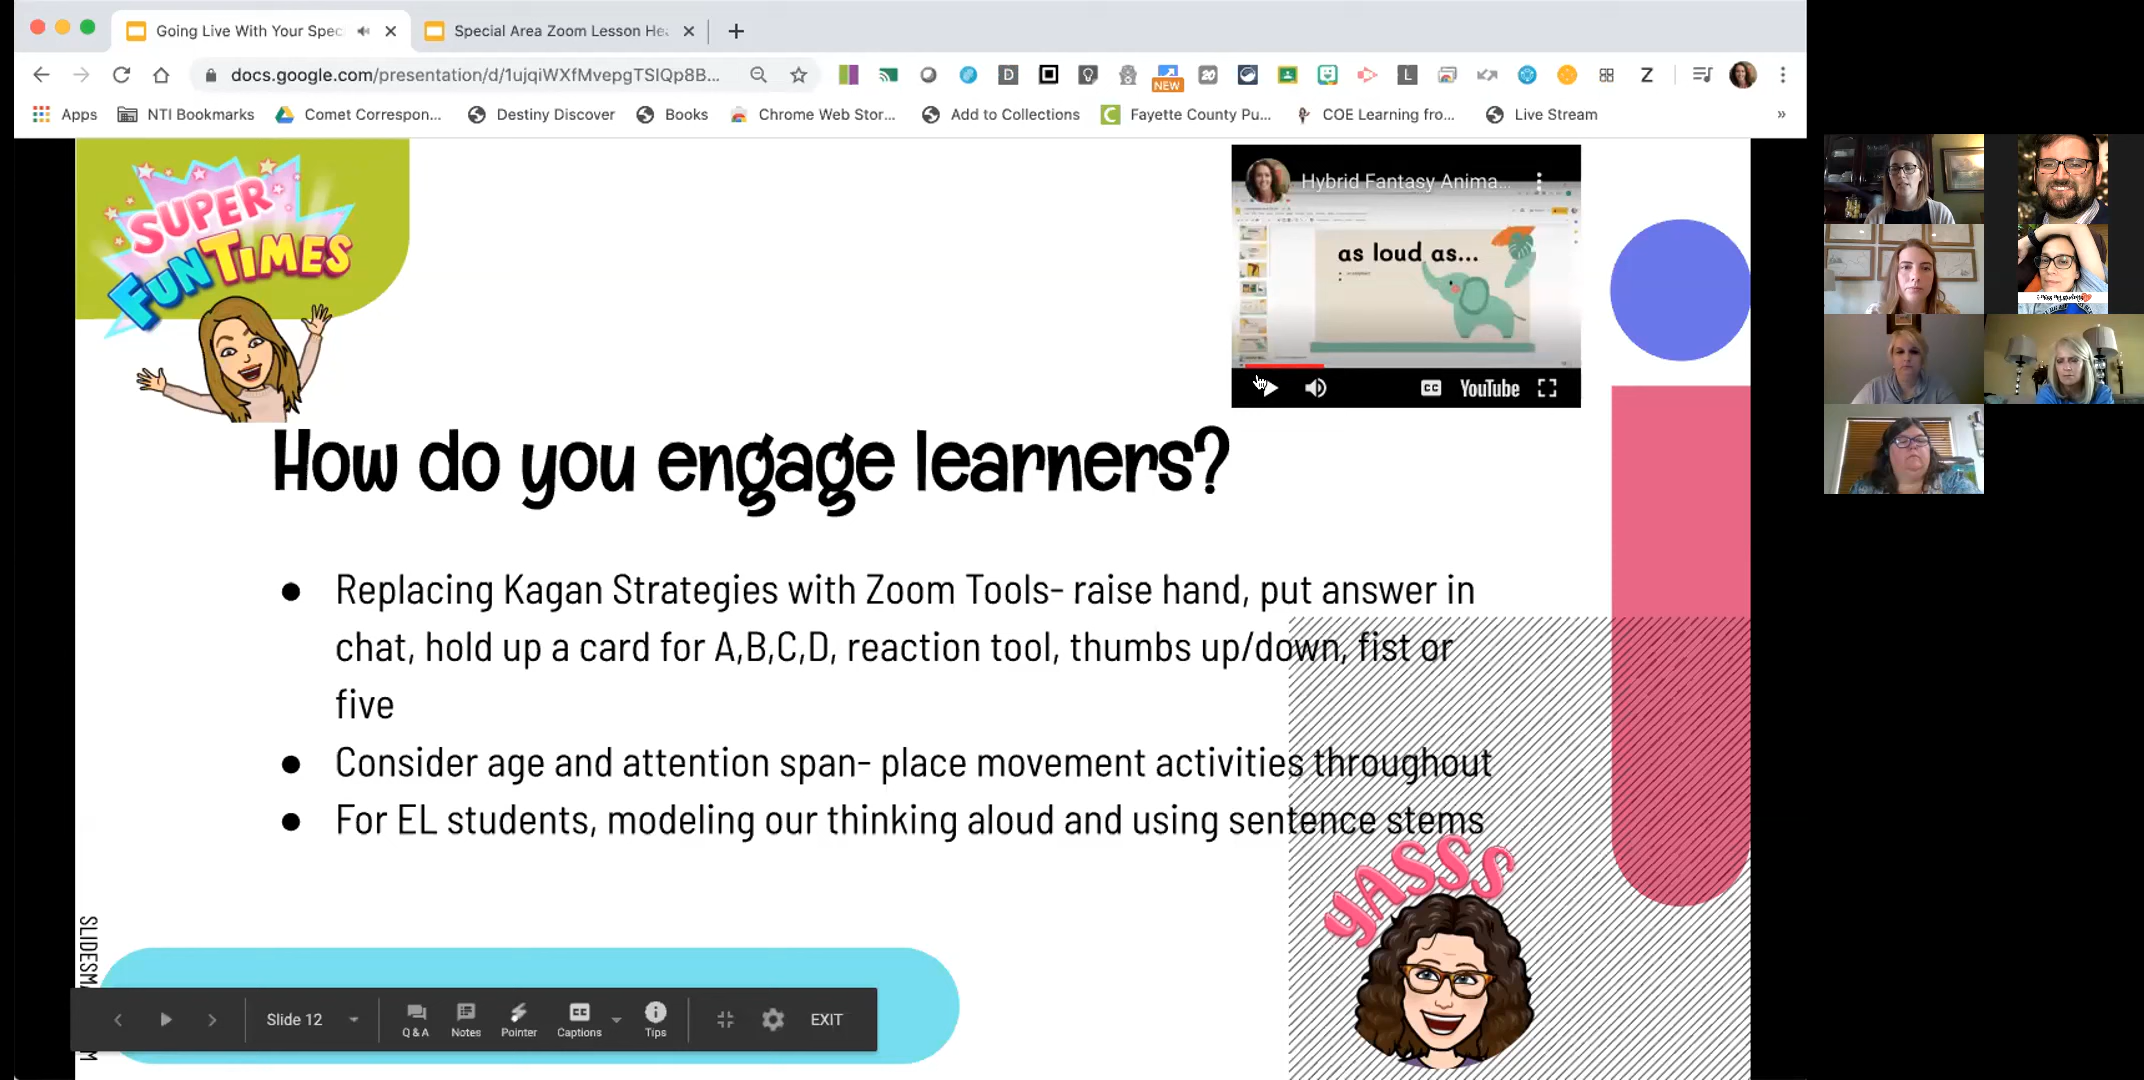 Going Live With Your Spec
Special Area Zoom Lesson He
docs.google.com/presentation/d/1ujqiWXfMvepgTSIQp8B...
NEW
20
D
L
Z
Apps
NTI Bookmarks
Comet Correspon...
Destiny Discover
Books
Chrome Web Stor...
Add to Collections
Fayette County Pu...
COE Learning fro...
Live Stream
»
SUPER
FUN TIMES
Hybrid Fantasy Anima...
as loud as...
CC
YouTube
How do you engage learners?
● Replacing Kagan Strategies with Zoom Tools- raise hand, put answer in
chat, hold up a card for A,B,C,D, reaction tool, thumbs up/down, fist or
five
● Consider age and attention span- place movement activities throughout
● For EL students, modeling our thinking aloud and using sentence stems
YASSS
Slide 12
Q & A
Notes
Pointer
Captions
Tips
EXIT